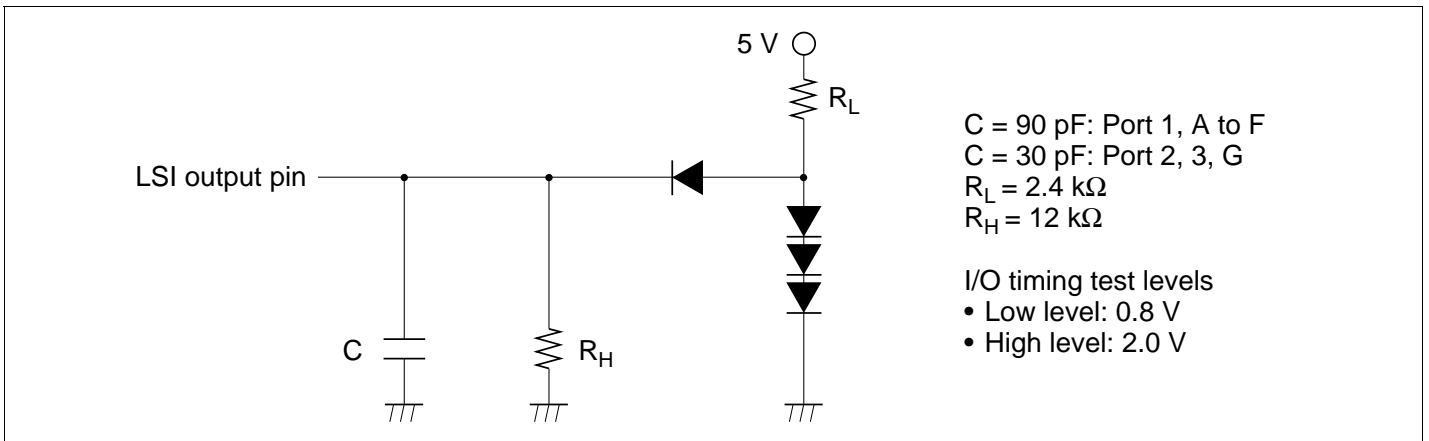 5 V
R_L
LSI output pin
C
R_H
C = 90 pF: Port 1, A to F
C = 30 pF: Port 2, 3, G
R_L = 2.4 kΩ
R_H = 12 kΩ
I/O timing test levels
• Low level: 0.8 V
• High level: 2.0 V